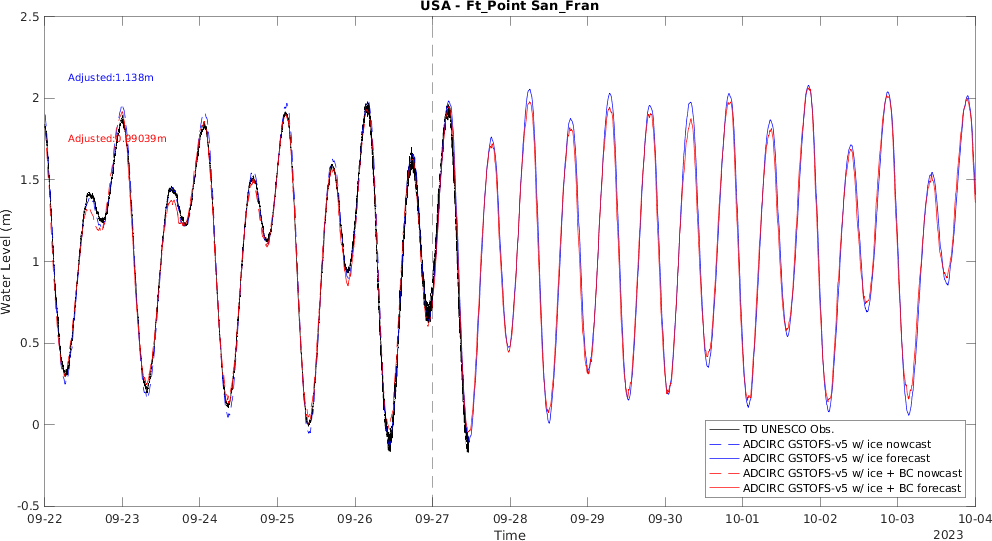 USA - Ft_Point San_Fran
2.5
2
1.5
1
0.5
0
-0.5
Water Level (m)
Adjusted:1.138m
Adjusted:0.99039m
TD UNESCO Obs.
ADCIRC GSTOFS-v5 w/ ice nowcast
ADCIRC GSTOFS-v5 w/ ice forecast
ADCIRC GSTOFS-v5 w/ ice + BC nowcast
ADCIRC GSTOFS-v5 w/ ice + BC forecast
09-22 09-23 09-24 09-25 09-26 09-27 09-28 09-29 09-30 10-01 10-02 10-03 10-04
Time
2023